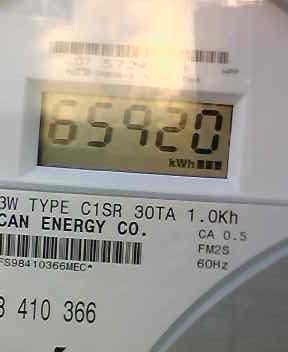 65920
kWh
3W TYPE C1SR 30TA 1.0Kh
CAN ENERGY CO.
CA 0.5
FM2S
FS98410366MEC*
60Hz
410 366